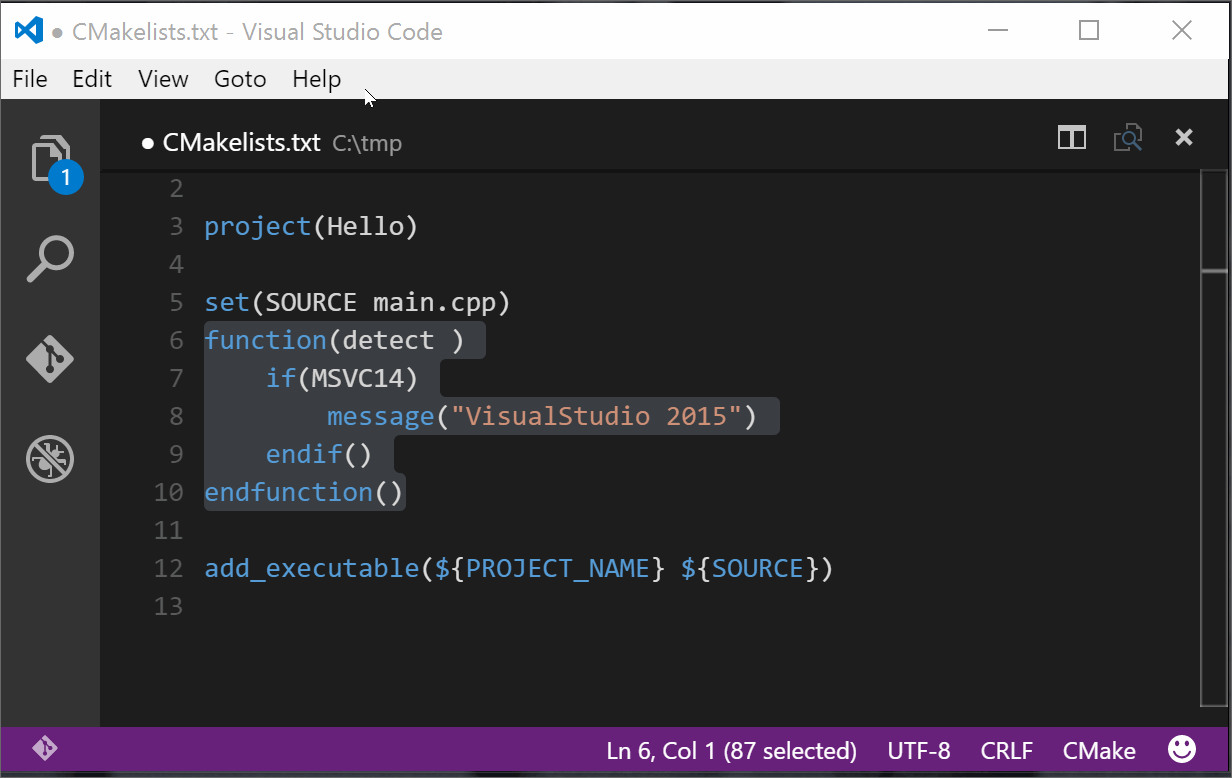 ● CMakelists.txt - Visual Studio Code
File Edit View Goto Help
● CMakelists.txt C:\tmp
1
2
3 project(Hello)
4
5 set(SOURCE main.cpp)
6 function(detect )
7     if(MSVC14)
8         message("VisualStudio 2015")
9     endif()
10 endfunction()
11
12 add_executable(${PROJECT_NAME} ${SOURCE})
13
Ln 6, Col 1 (87 selected) UTF-8 CRLF CMake